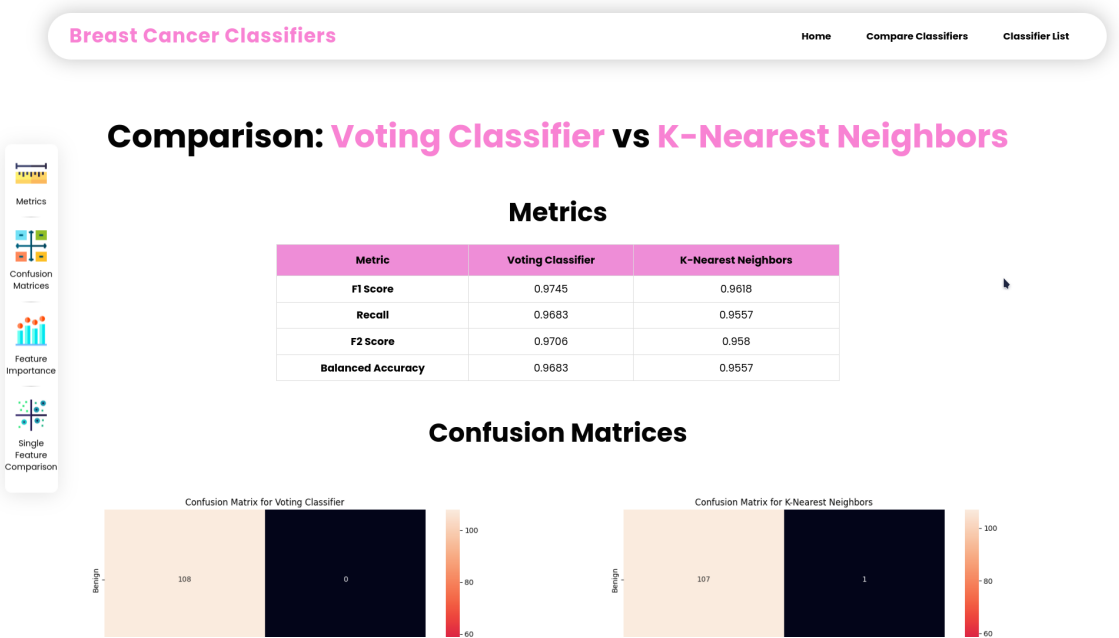 Breast Cancer Classifiers
Home Compare Classifiers Classifier List
Comparison: Voting Classifier vs K-Nearest Neighbors
Metrics
Confusion
Matrices
Feature
Importance
Single
Feature
Comparison
Metrics
Metric Voting Classifier K-Nearest Neighbors
F1 Score 0.9745 0.9618
Recall 0.9683 0.9557
F2 Score 0.9706 0.958
Balanced Accuracy 0.9683 0.9557
Confusion Matrices
Confusion Matrix for Voting Classifier
Benign
108 0
100
80
60
Confusion Matrix for K-Nearest Neighbors
Benign
107 1
100
80
60